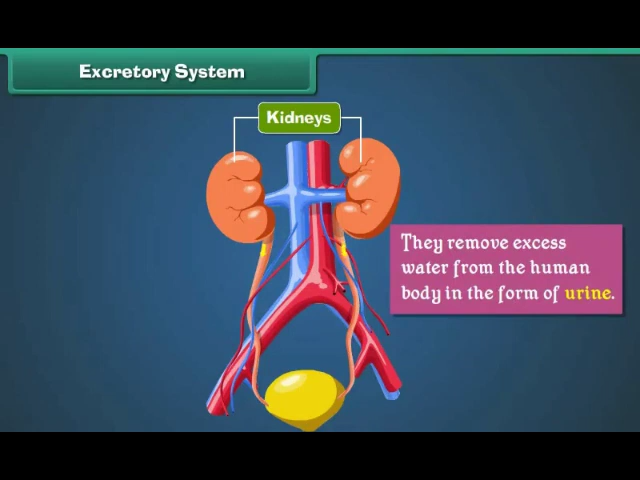 Excretory System
Kidneys
They remove excess
water from the human
body in the form of urine.